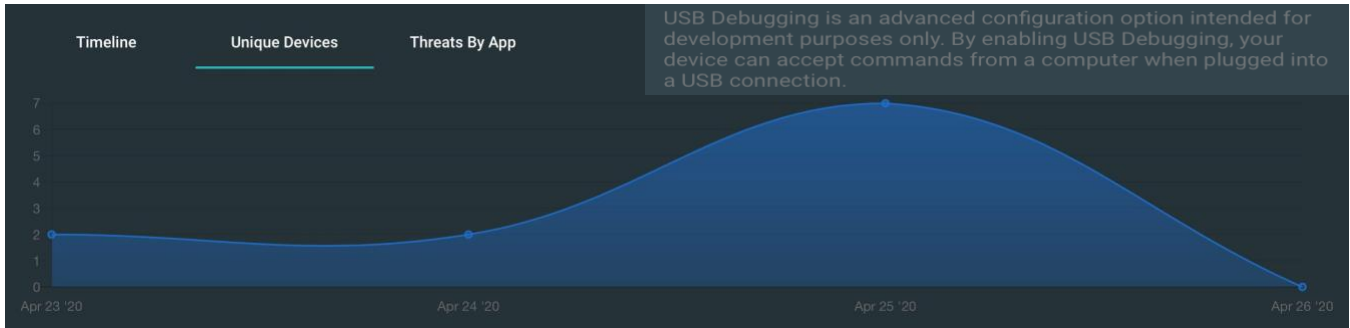 Timeline
Unique Devices
Threats By App
USB Debugging is an advanced configuration option intended for
development purposes only. By enabling USB Debugging, your
device can accept commands from a computer when plugged into
a USB connection.
7
6
5
4
3
2
1
0
Apr 23 '20
Apr 24 '20
Apr 25 '20
Apr 26 '20